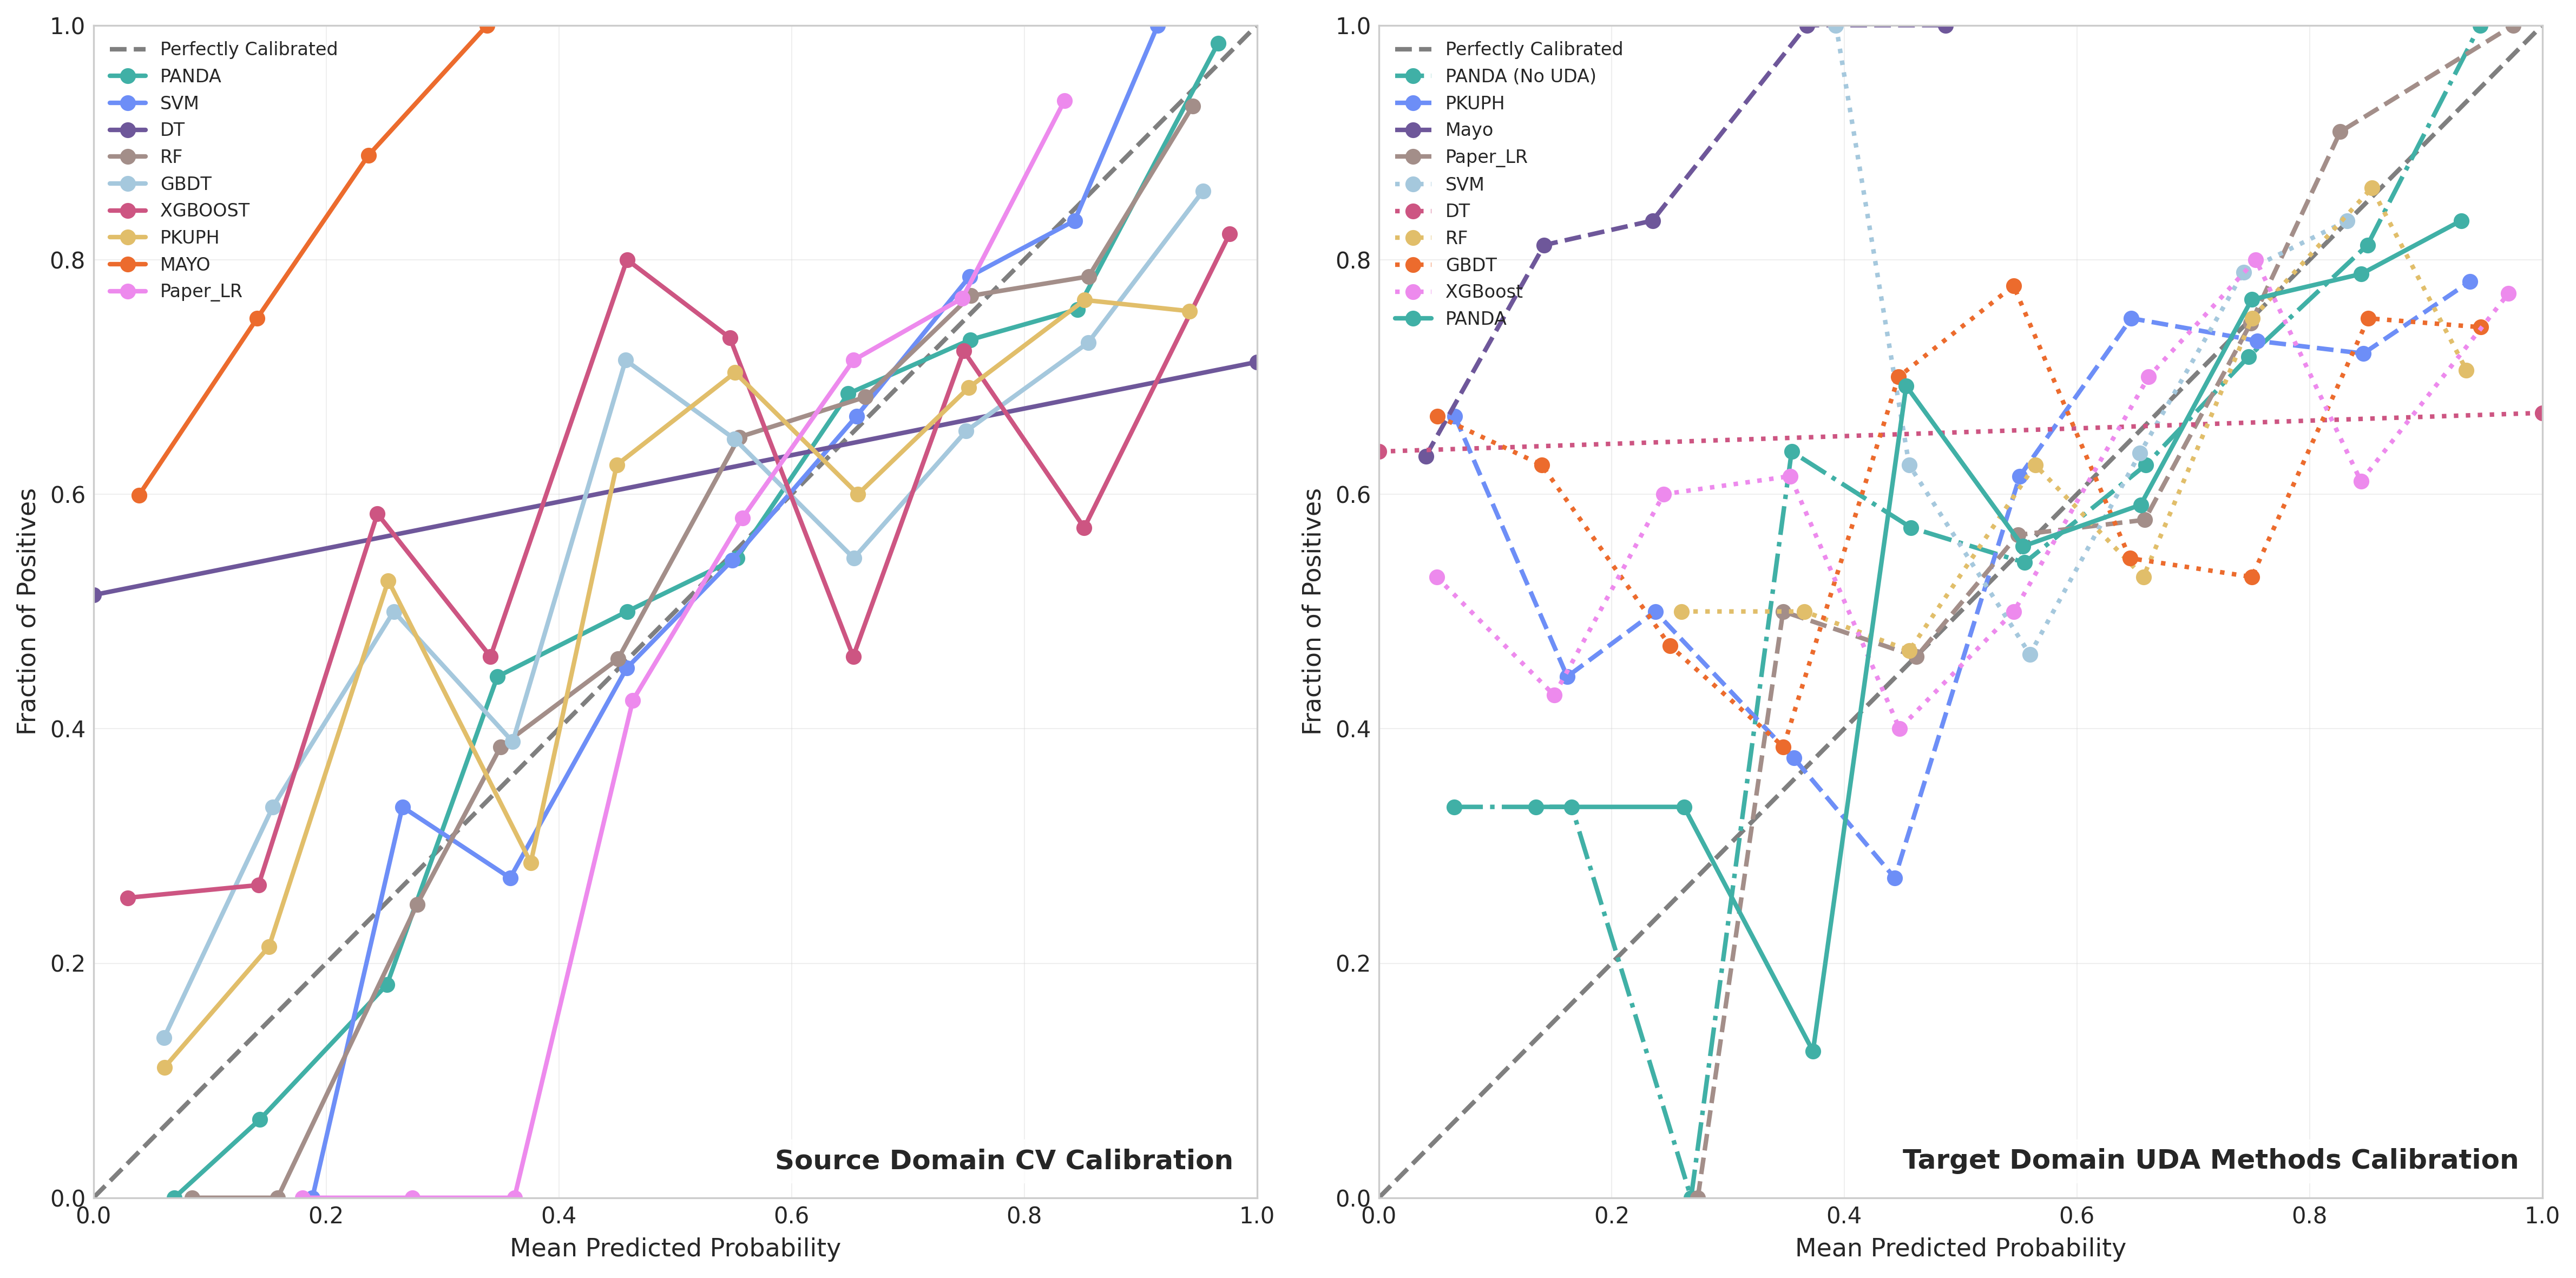 1.0
0.8
0.6
0.4
0.2
0.0
Fraction of Positives
Perfectly Calibrated
PANDA
SVM
DT
RF
GBDT
XGBOOST
PKUPH
MAYO
Paper_LR
Source Domain CV Calibration
0.0 0.2 0.4 0.6 0.8 1.0
Mean Predicted Probability
1.0
0.8
0.6
0.4
0.2
0.0
Fraction of Positives
Perfectly Calibrated
PANDA (No UDA)
PKUPH
Mayo
Paper_LR
SVM
DT
RF
GBDT
XGBoost
PANDA
Target Domain UDA Methods Calibration
0.0 0.2 0.4 0.6 0.8 1.0
Mean Predicted Probability